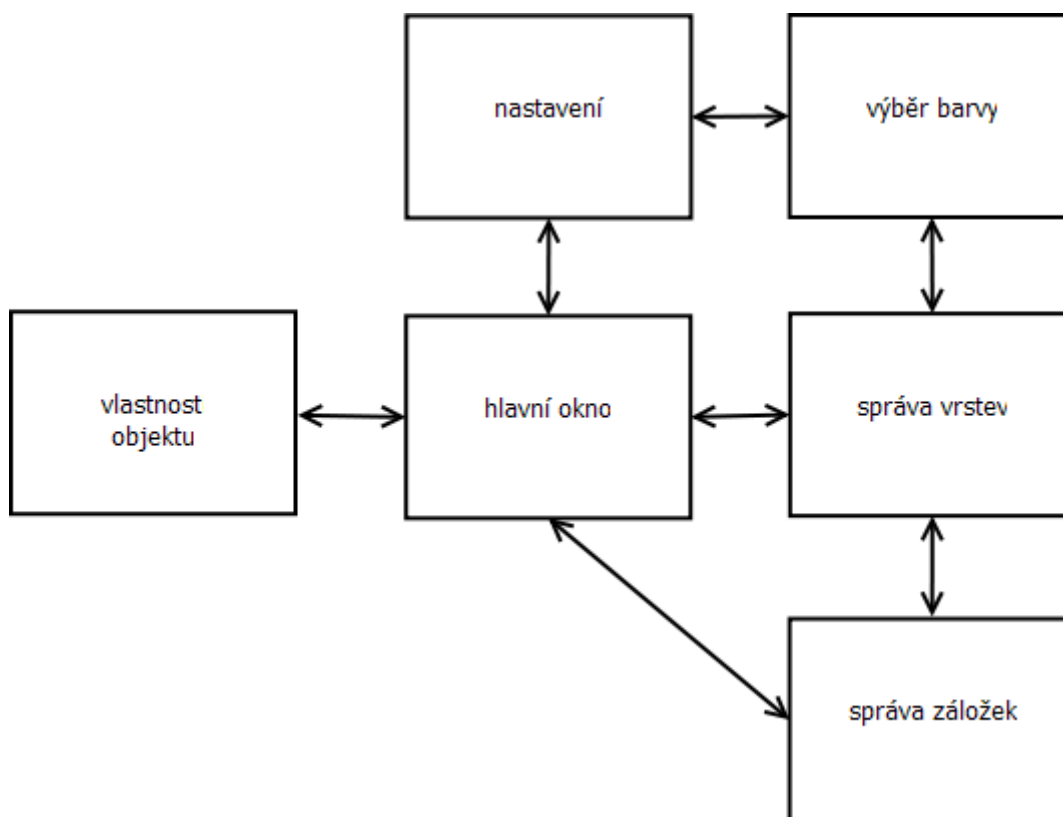 nastavení
výběr barvy
vlastnost
objektu
hlavní okno
správa vrstev
správa záložek